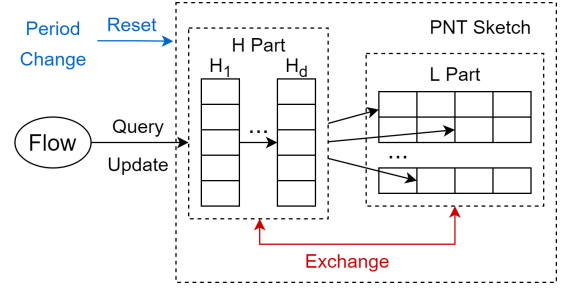 Period
Change
Reset
PNT Sketch
H Part
L Part
H1
Hd
...
Flow
Query
Update
...
Exchange